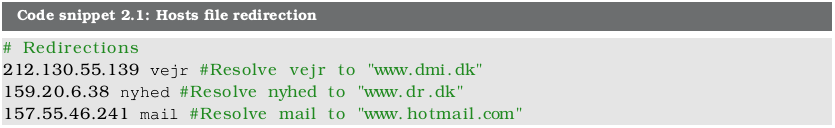 Code snippet 2.1: Hosts file redirection
# Redirections
212.130.55.139 vejr #Resolve vejr to "www.dmi.dk"
159.20.6.38 nyhed #Resolve nyhed to "www.dr.dk"
157.55.46.241 mail #Resolve mail to "www.hotmail.com"